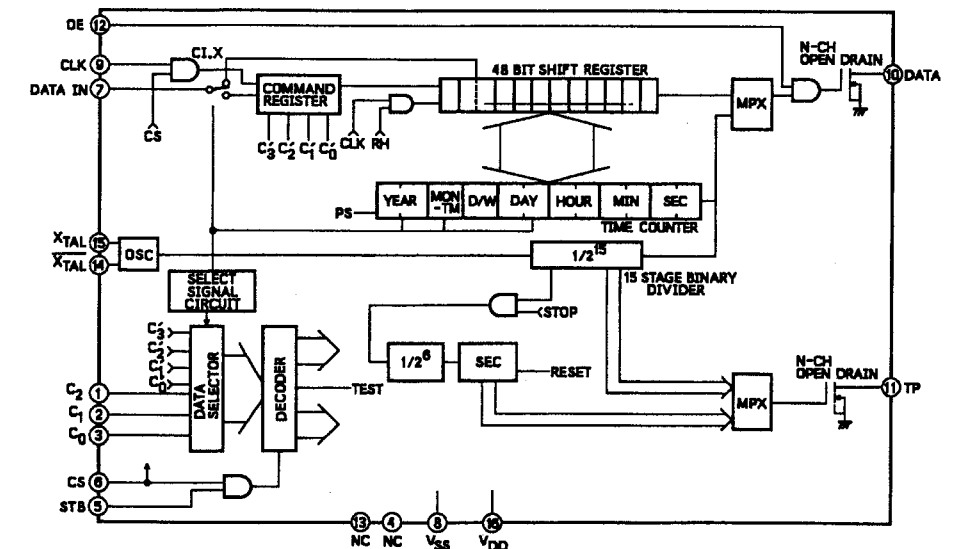 OE 12
CLK 9
CI.X
DATA IN 7
COMMAND
REGISTER
48 BIT SHIFT REGISTER
MPX
N-CH
OPEN DRAIN
10 DATA
CS
C'3 C'2 C'1 C'0
CLK RH
PS
YEAR
MON
-TM
D/W
DAY
HOUR
MIN
SEC
TIME COUNTER
XTAL 15
XTAL 14
OSC
1/2^15
15 STAGE BINARY
DIVIDER
SELECT
SIGNAL
CIRCUIT
STOP
C'3
C'2
C'1
C'0
DATA
SELECTOR
DECODER
TEST
1/2^6
SEC
RESET
MPX
N-CH
OPEN DRAIN
11 TP
C2 1
C1 2
C0 3
CS 6
STB 5
13
NC
4
NC
8
VSS
16
VDD